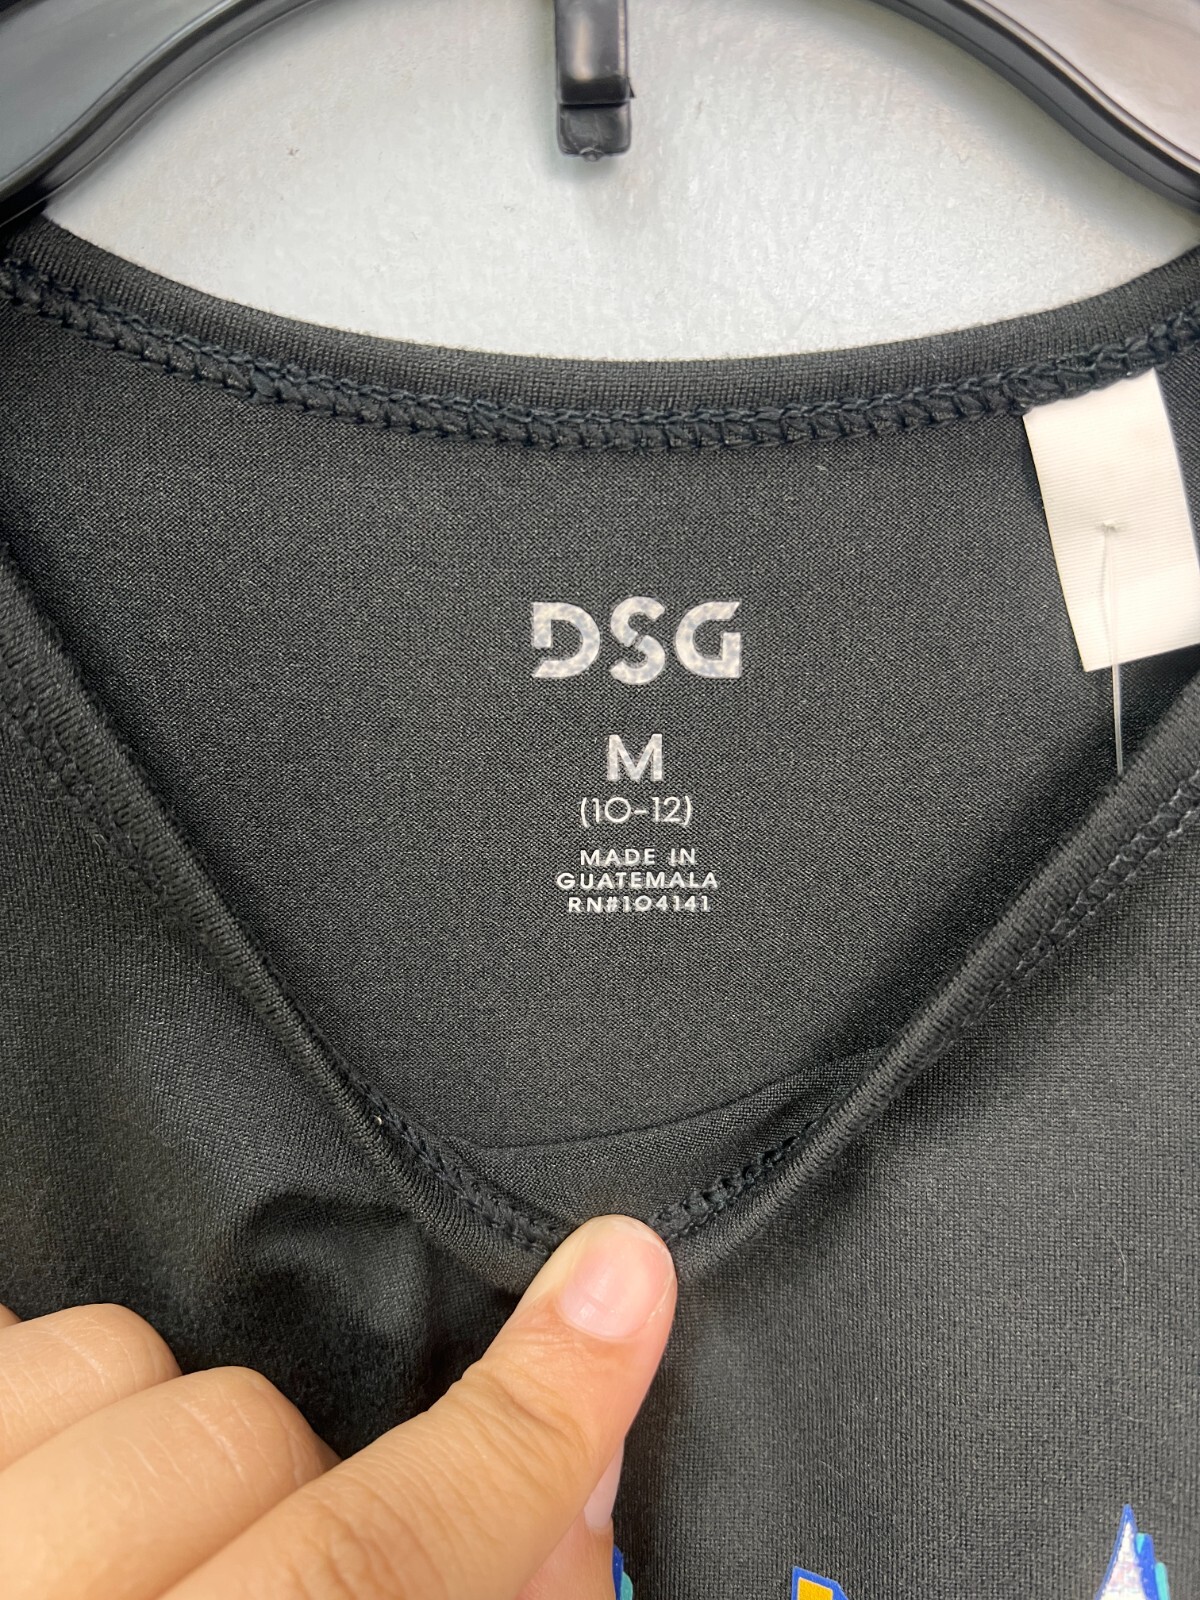 DSG
M
(10-12)
MADE IN
GUATEMALA
RN#104141